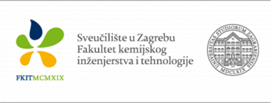 Sveučilište u Zagrebu
Fakultet kemijskog
inženjerstva i tehnologije
FKITMCMXIX